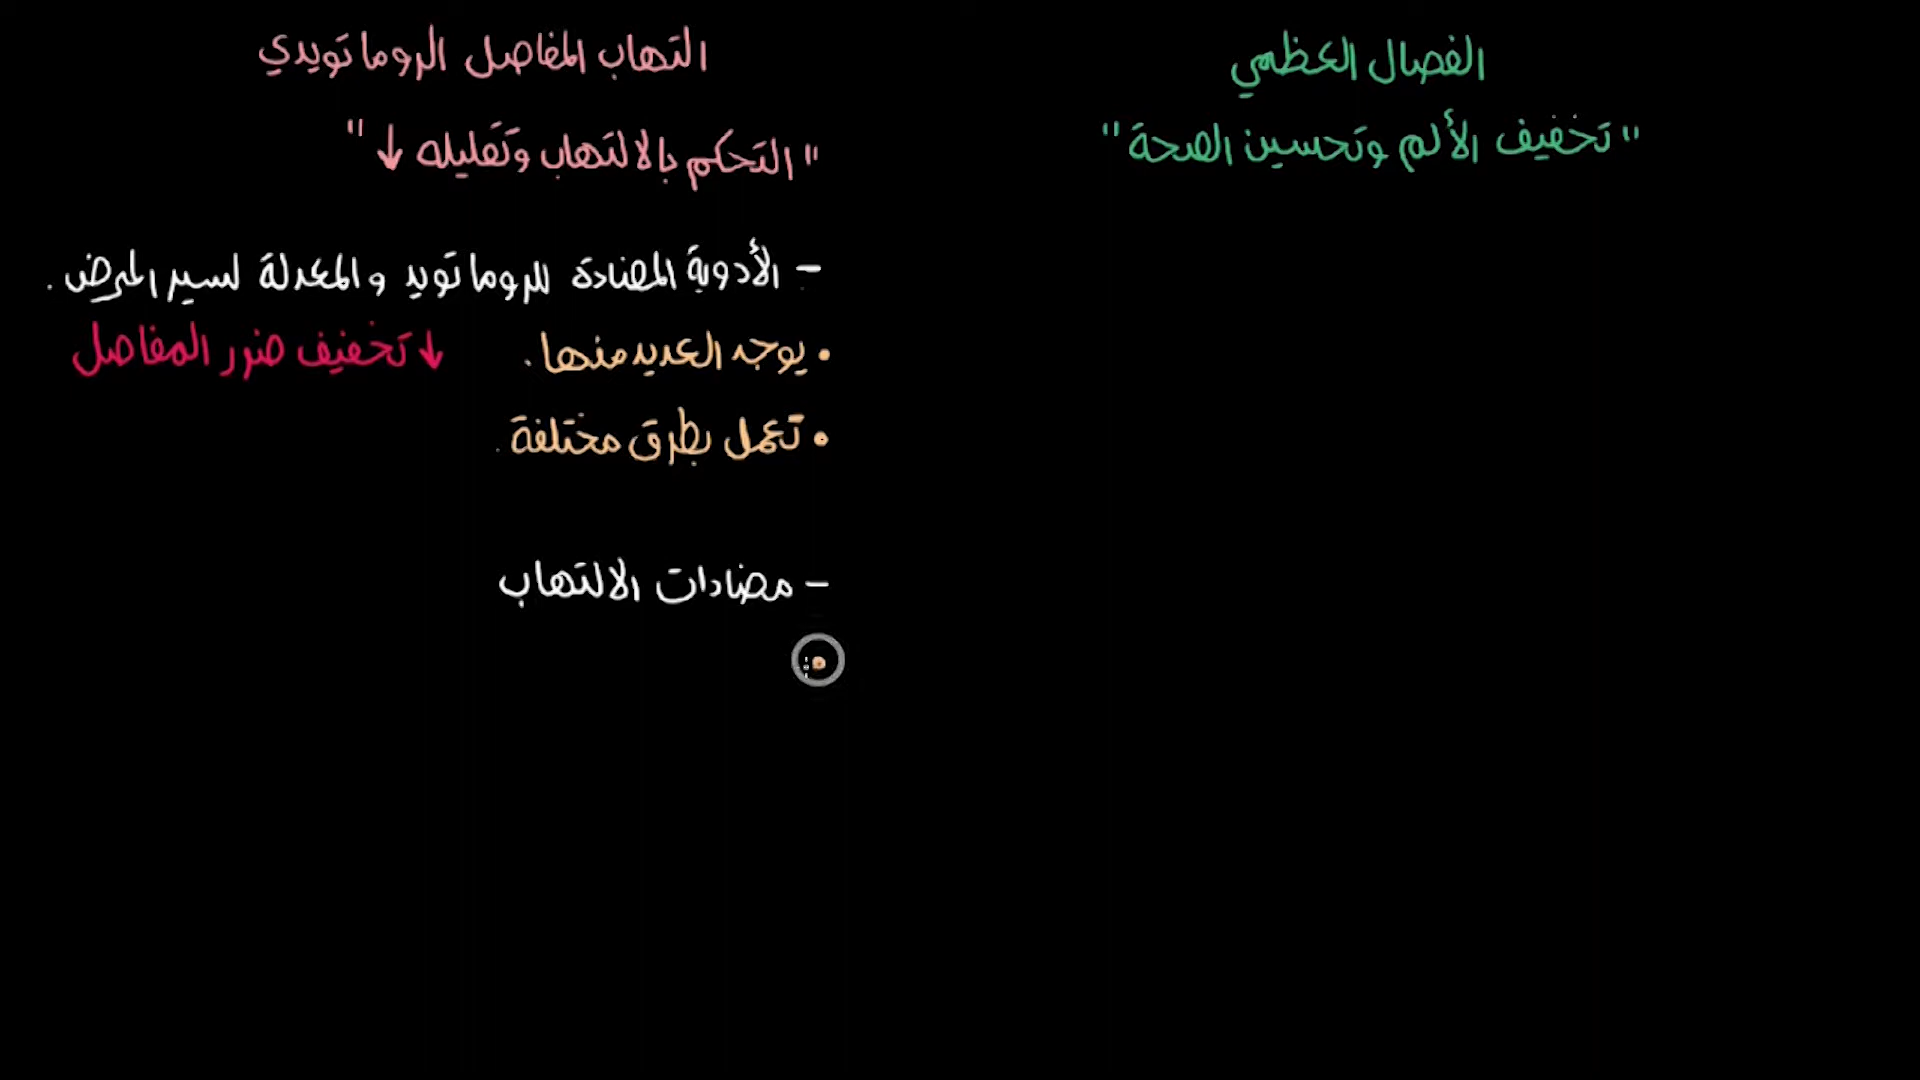 الفصال العظمي
"تخفيف الألم وتحسين الصحة"
التهاب المفاصل الروماتويدي
"التحكم بالالتهاب وتقليله ↓"
- الأدوية المضادة للروماتويد والمعدلة لسير المرض.
• يوجد العديد منها. ↓ تخفيف ضرر المفاصل
• تعمل بطرق مختلفة.
- مضادات الالتهاب
•